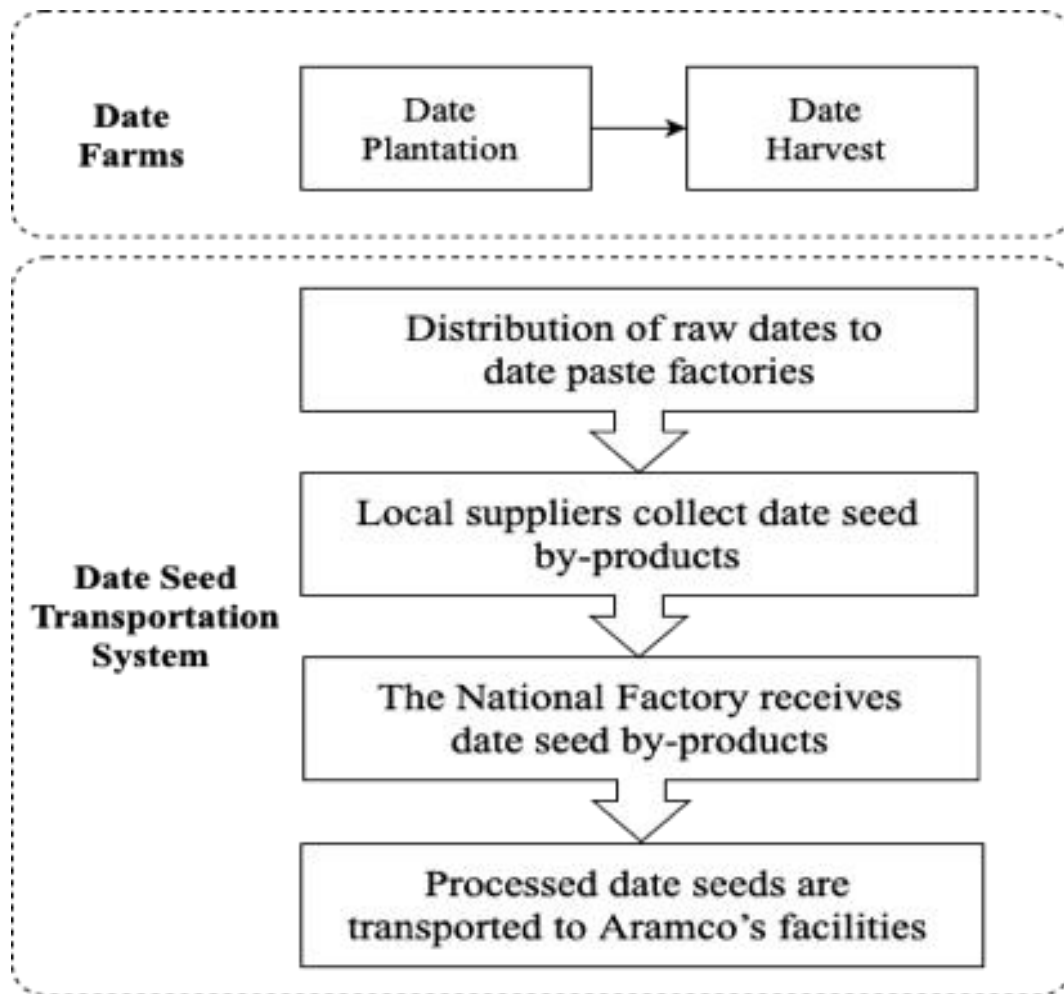 Date
Farms
Date
Plantation
Date
Harvest
Distribution of raw dates to
date paste factories
Local suppliers collect date seed
by-products
Date Seed
Transportation
System
The National Factory receives
date seed by-products
Processed date seeds are
transported to Aramco’s facilities